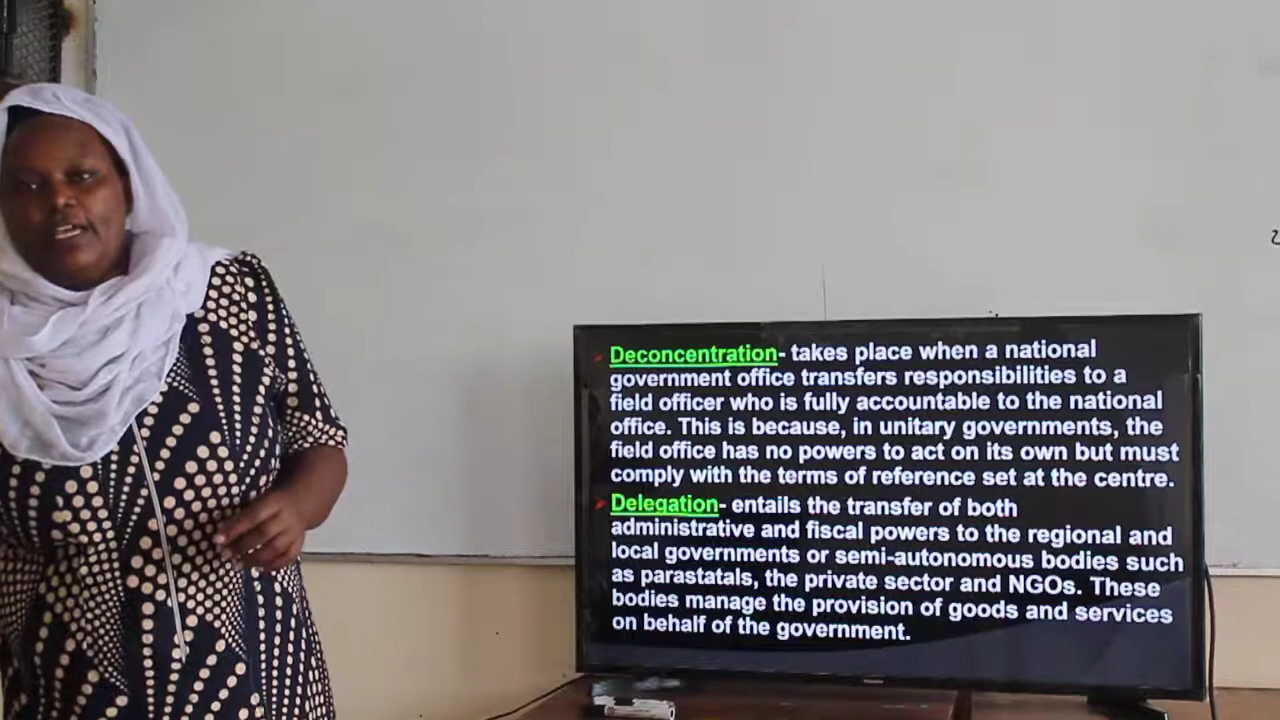 Deconcentration- takes place when a national
government office transfers responsibilities to a
field officer who is fully accountable to the national
office. This is because, in unitary governments, the
field office has no powers to act on its own but must
comply with the terms of reference set at the centre.
Delegation- entails the transfer of both
administrative and fiscal powers to the regional and
local governments or semi-autonomous bodies such
as parastatals, the private sector and NGOs. These
bodies manage the provision of goods and services
on behalf of the government.